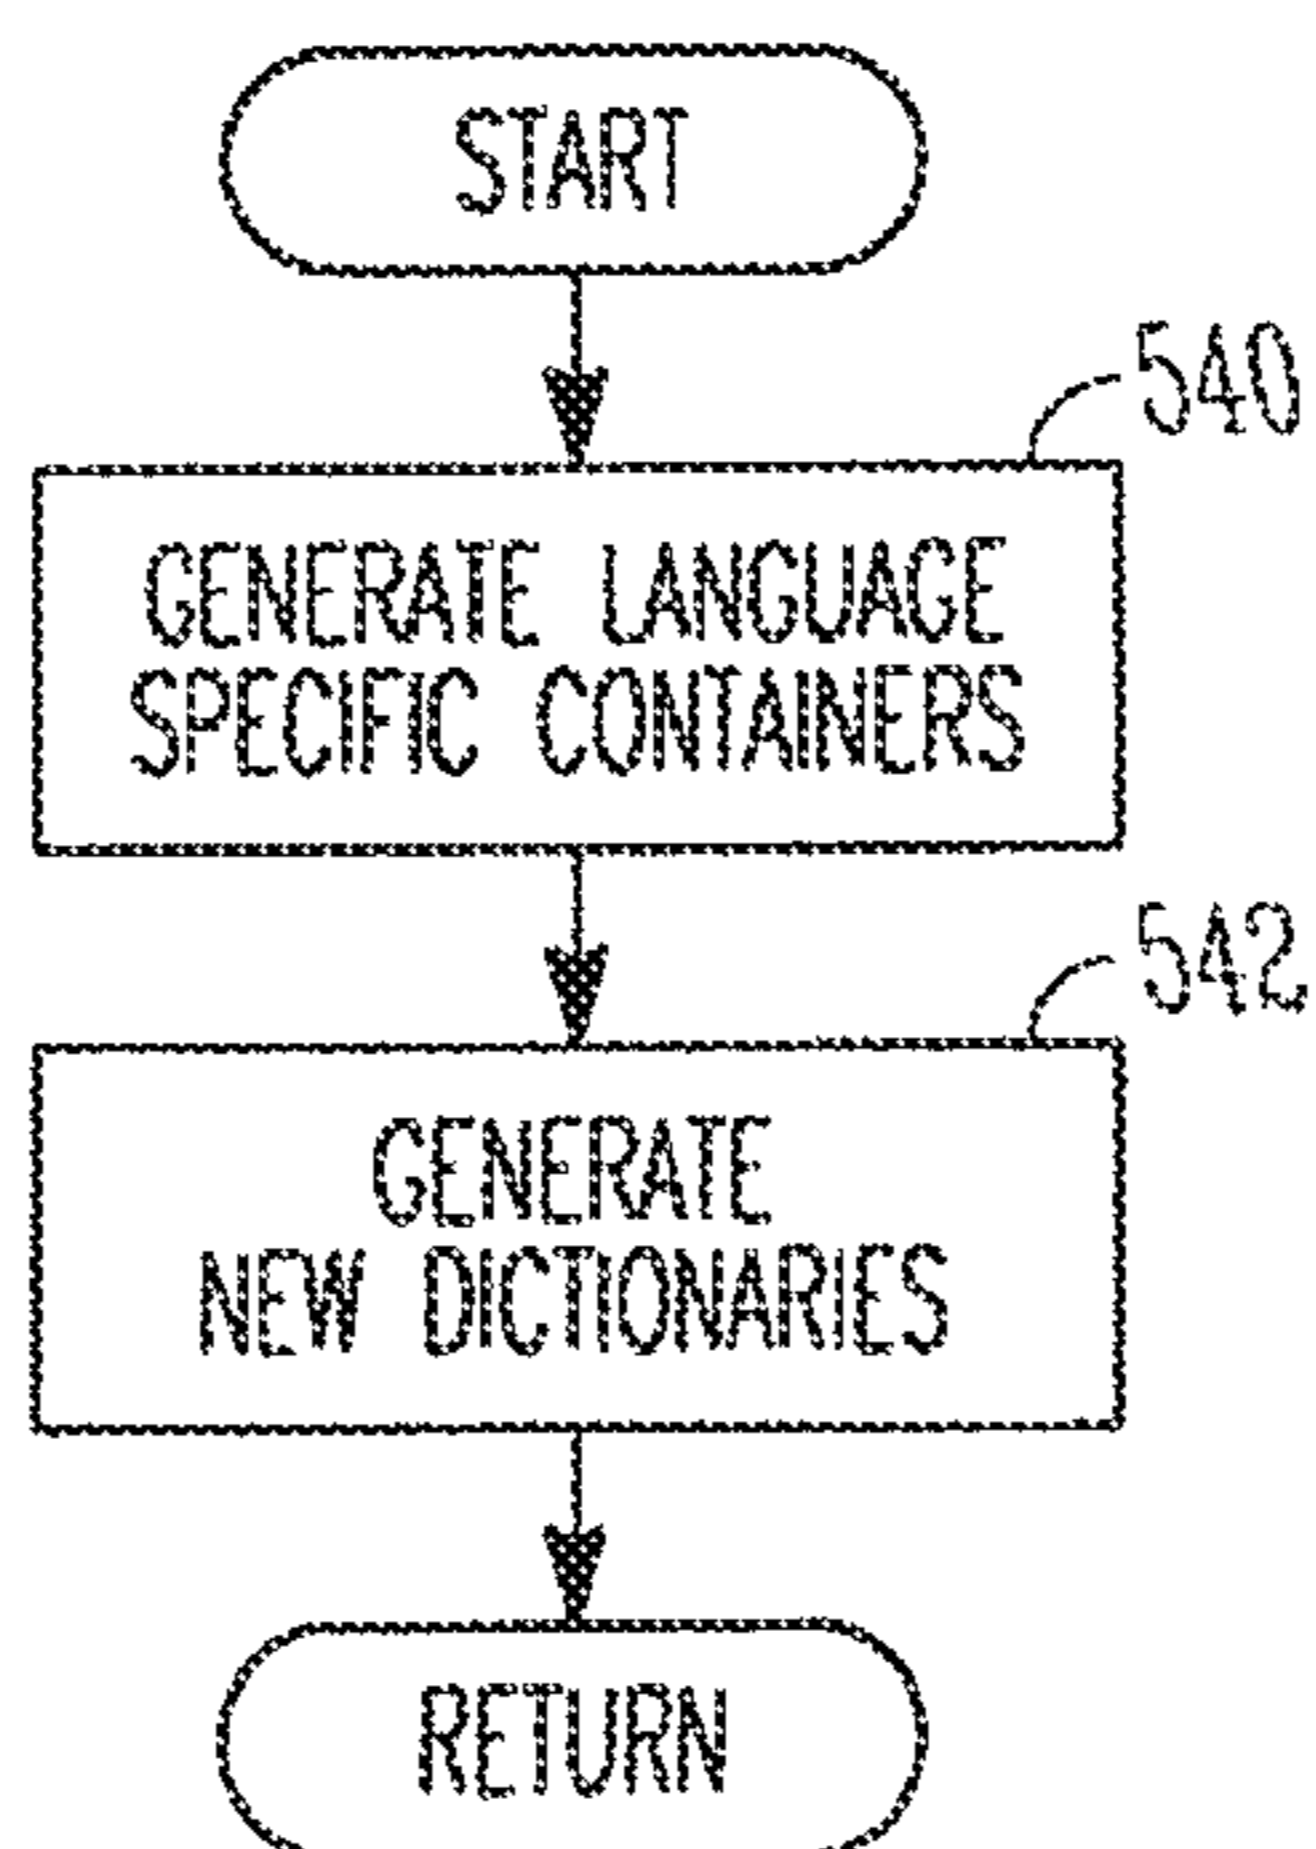 START
540
GENERATE LANGUAGE
SPECIFIC CONTAINERS
542
GENERATE
NEW DICTIONARIES
RETURN